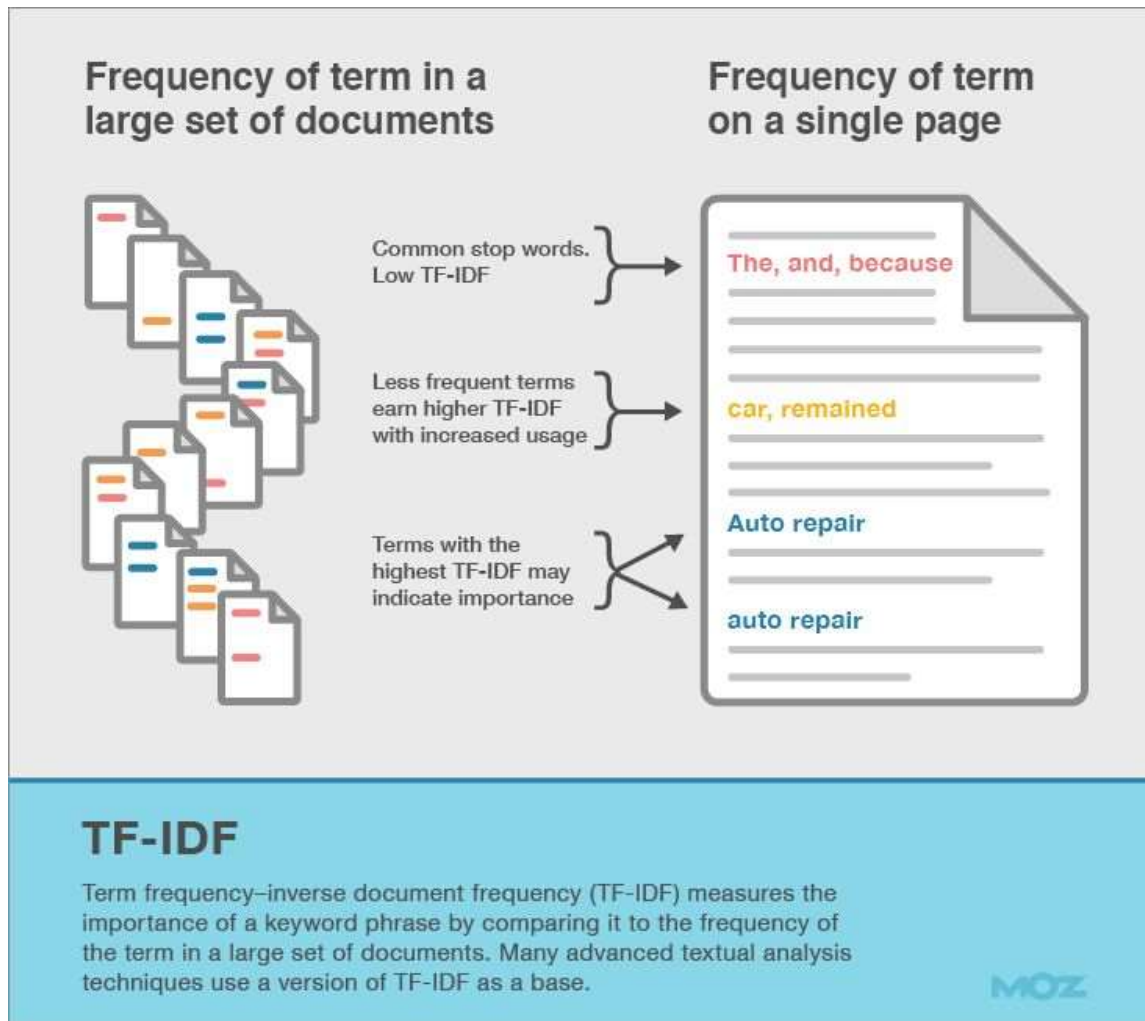 Frequency of term in a
large set of documents
Frequency of term
on a single page
Common stop words.
Low TF-IDF
The, and, because
Less frequent terms
earn higher TF-IDF
with increased usage
car, remained
Terms with the
highest TF-IDF may
indicate importance
Auto repair
auto repair
TF-IDF
Term frequency–inverse document frequency (TF-IDF) measures the
importance of a keyword phrase by comparing it to the frequency of
the term in a large set of documents. Many advanced textual analysis
techniques use a version of TF-IDF as a base.
MOZ